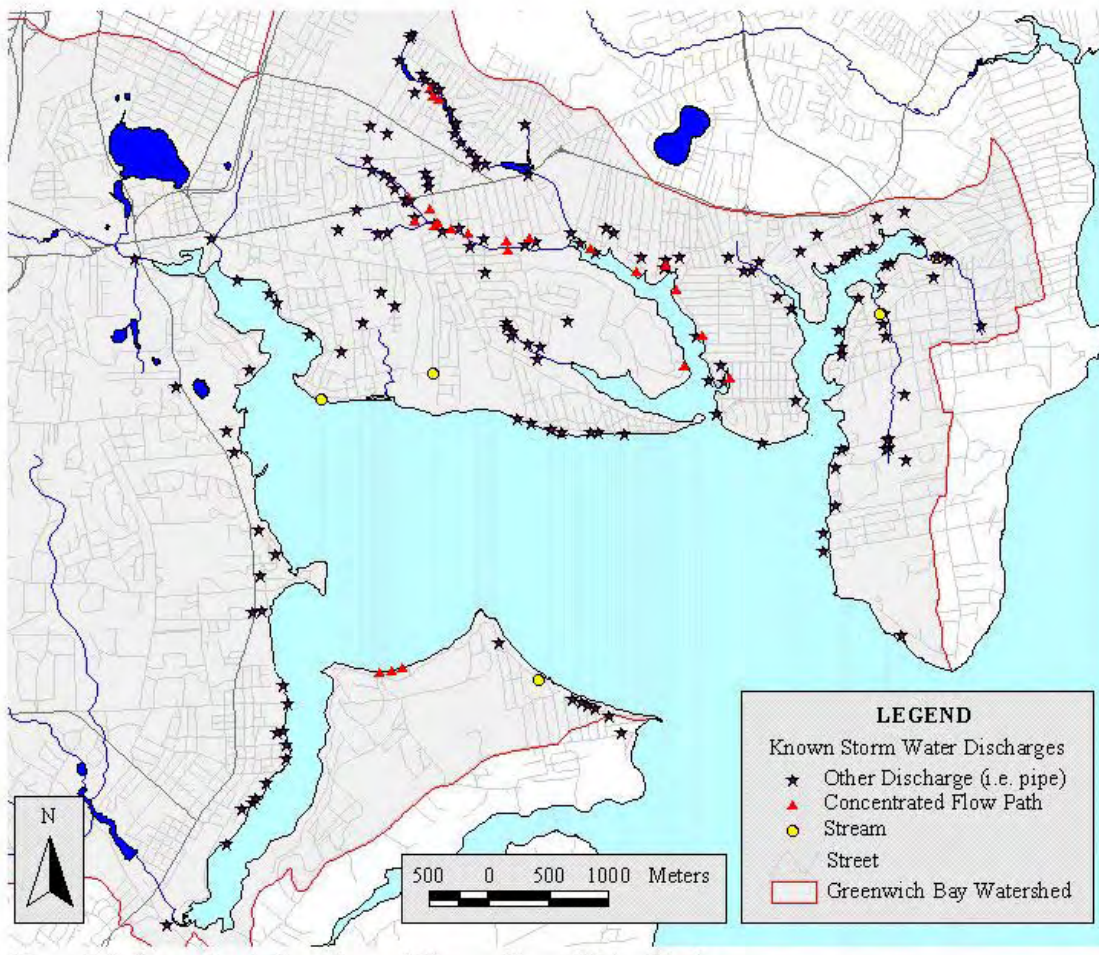 LEGEND
Known Storm Water Discharges
Other Discharge (i.e. pipe)
Concentrated Flow Path
Stream
Street
Greenwich Bay Watershed
N
500 0 500 1000 Meters